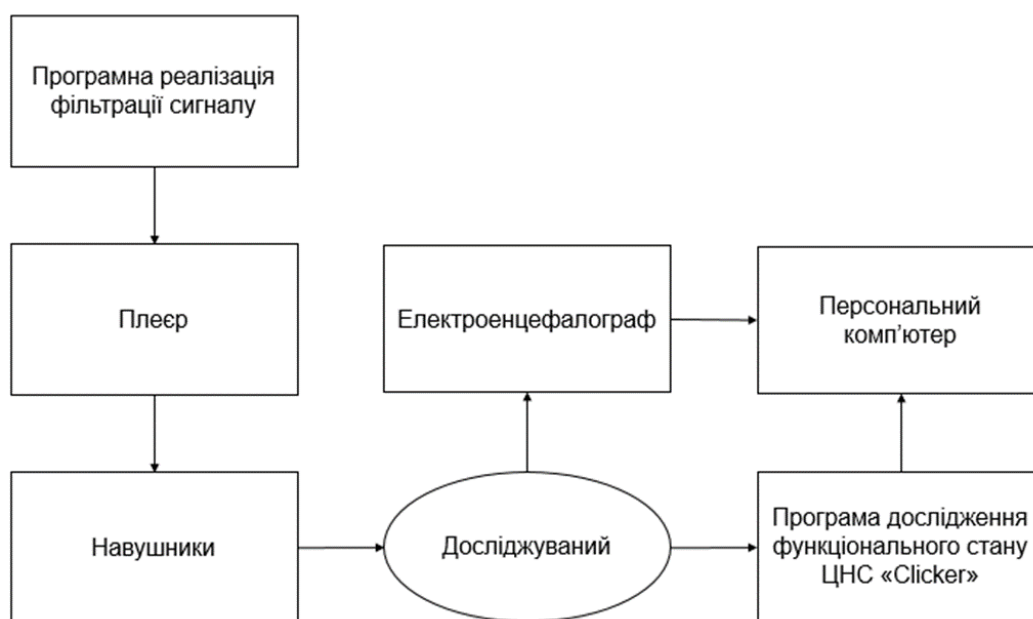 Програмна реалізація
фільтрації сигналу
Плеєр
Електроенцефалограф
Персональний
комп'ютер
Навушники
Досліджуваний
Програма дослідження
функціонального стану
ЦНС «Clicker»